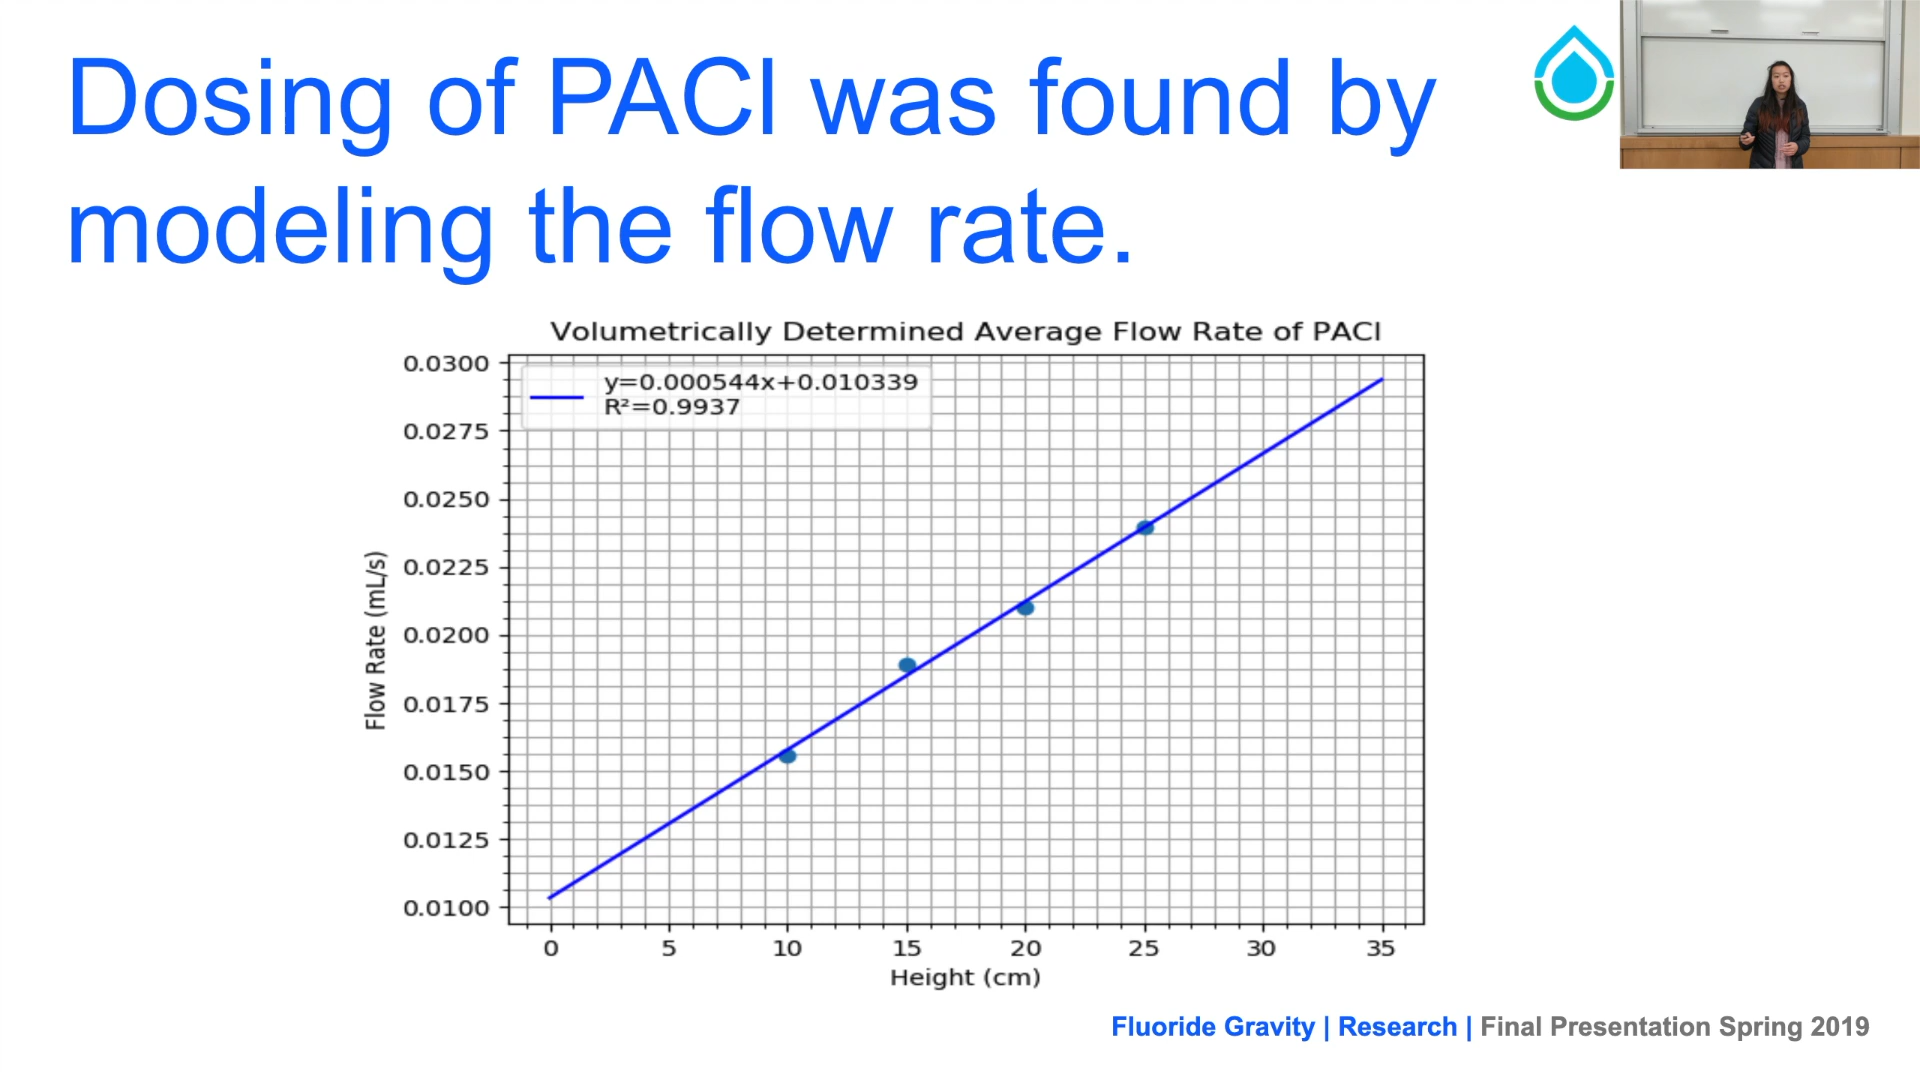 Dosing of PACl was found by
modeling the flow rate.
Volumetrically Determined Average Flow Rate of PACl
y=0.000544x+0.010339
R²=0.9937
0.0300
0.0275
0.0250
0.0225
0.0200
0.0175
0.0150
0.0125
0.0100
Flow Rate (mL/s)
0 5 10 15 20 25 30 35
Height (cm)
Fluoride Gravity | Research | Final Presentation Spring 2019